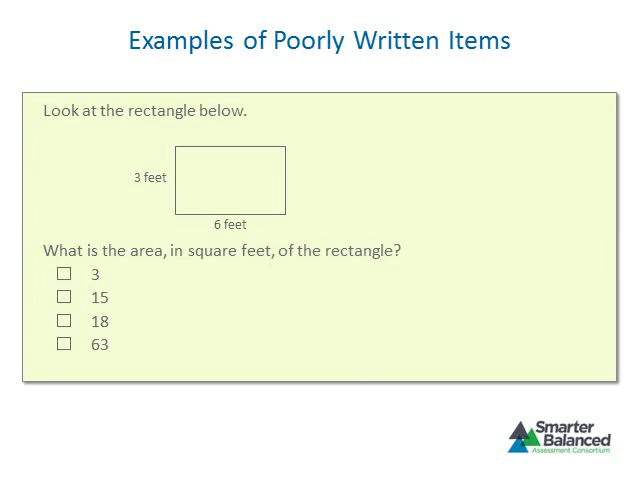 Examples of Poorly Written Items
Look at the rectangle below.
3 feet
6 feet
What is the area, in square feet, of the rectangle?
3
15
18
63
Smarter
Balanced
Assessment Consortium